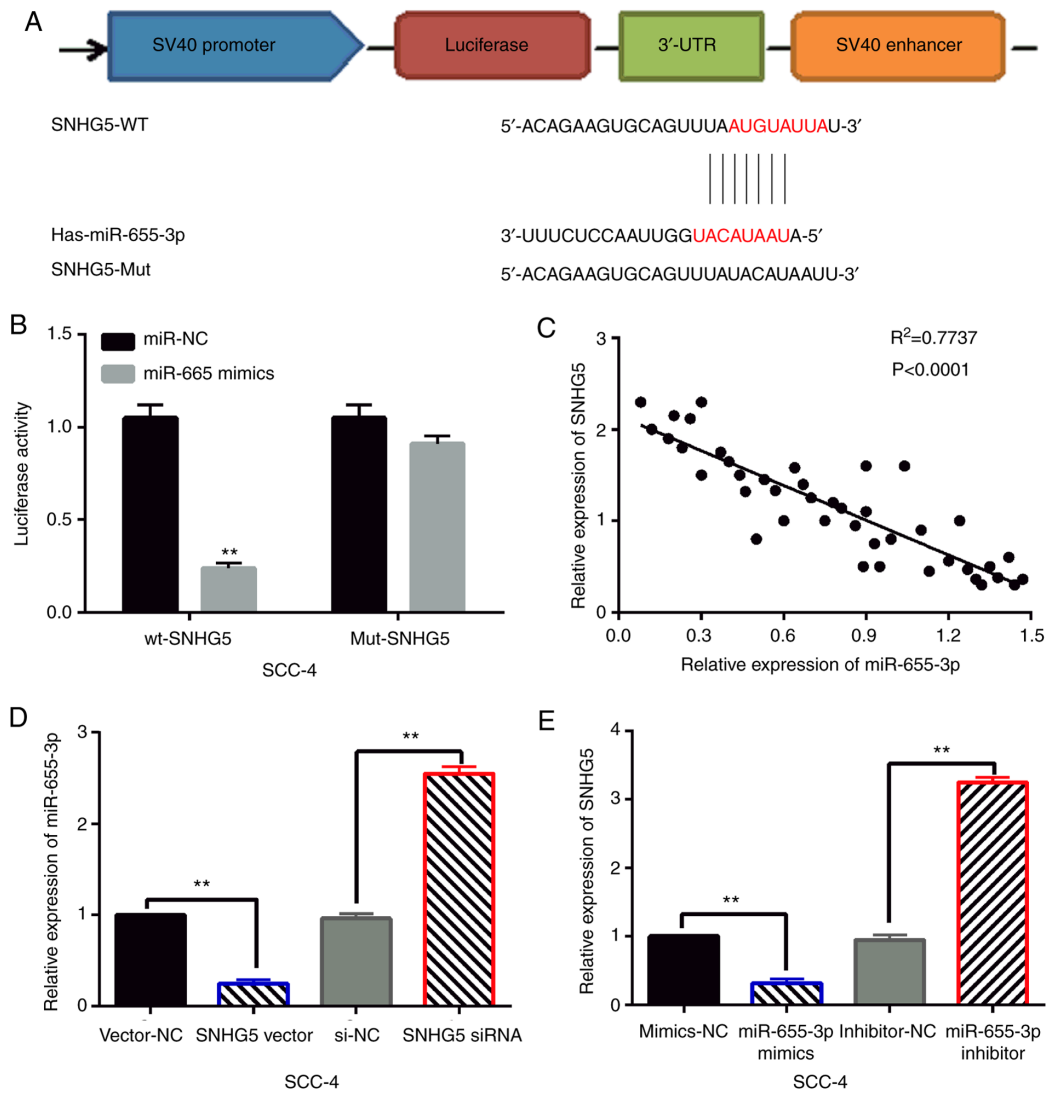 A
SV40 promoter
Luciferase
3′-UTR
SV40 enhancer
SNHG5-WT
5′-ACAGAAGUGCAGUUUAAUGUAUUAU-3′
Has-miR-655-3p
3′-UUUCUCCAAUUGGUACAUAAUA-5′
SNHG5-Mut
5′-ACAGAAGUGCAGUUUAUACAUAAUU-3′
B
Luciferase activity
1.5
1.0
0.5
0.0
miR-NC
miR-665 mimics
**
wt-SNHG5
Mut-SNHG5
SCC-4
C
Relative expression of SNHG5
3
2
1
0
R²=0.7737
P<0.0001
0.0
0.3
0.6
0.9
1.2
1.5
Relative expression of miR-655-3p
D
Relative expression of miR-655-3p
3
2
1
0
**
**
Vector-NC
SNHG5 vector
si-NC
SNHG5 siRNA
SCC-4
E
Relative expression of SNHG5
4
3
2
1
0
**
**
Mimics-NC
miR-655-3p
mimics
Inhibitor-NC
miR-655-3p
inhibitor
SCC-4